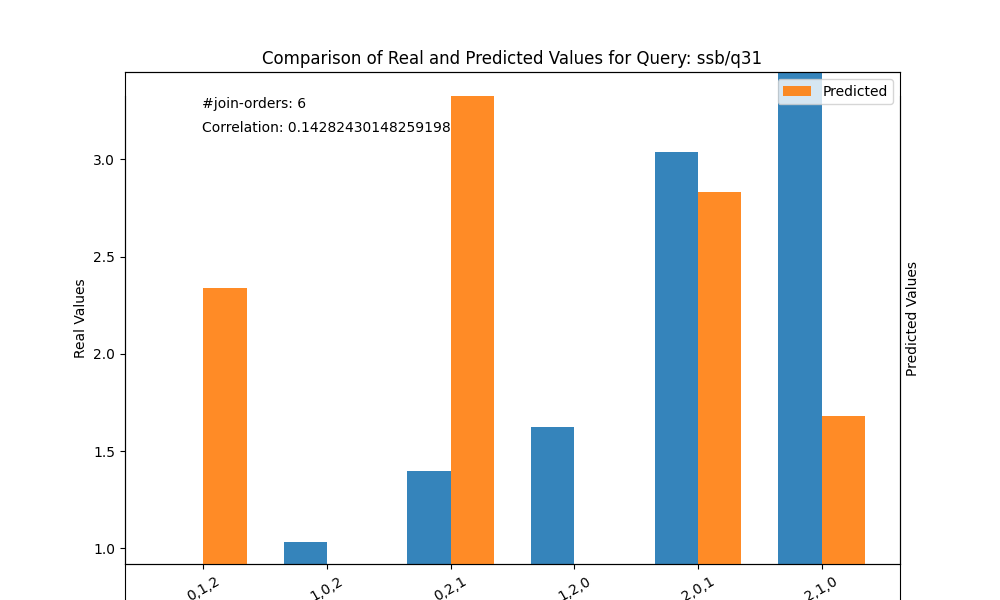 Comparison of Real and Predicted Values for Query: ssb/q31
#join-orders: 6
Correlation: 0.14282430148259198
Predicted
3.0
2.5
2.0
1.5
1.0
Real Values
Predicted Values
0,1,2
1,0,2
0,2,1
1,2,0
2,0,1
2,1,0